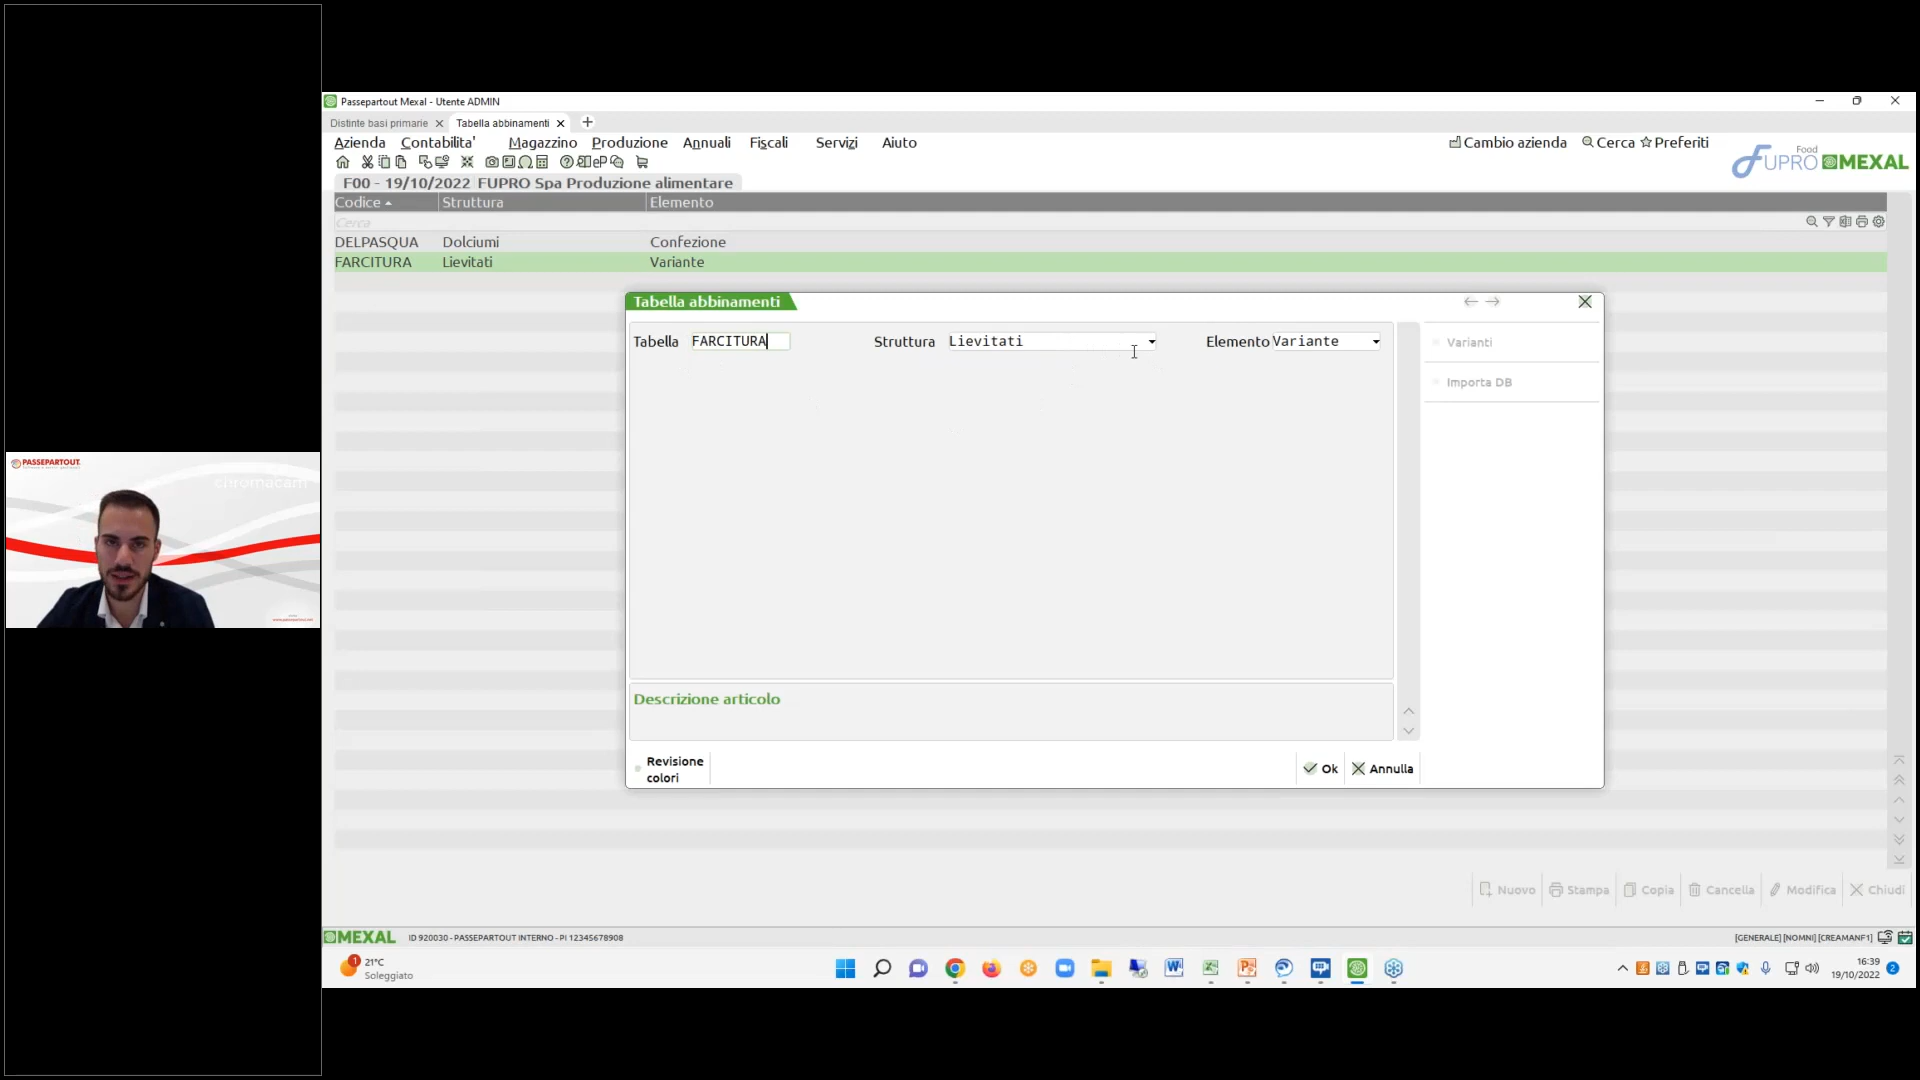 Passepartout Mexal - Utente ADMIN
Distinte basi primarie
Tabella abbinamenti
Azienda Contabilita' Magazzino Produzione Annuali Fiscali Servizi Aiuto
Cambio azienda Cerca Preferiti
Food
FUPRO MEXAL
F00 - 19/10/2022 FUPRO Spa Produzione alimentare
Codice Struttura Elemento
Cerca
DELPASQUA Dolciumi Confezione
FARCITURA Lievitati Variante
Tabella abbinamenti
Tabella FARCITURA Struttura Lievitati Elemento Variante
Varianti
Importa DB
PASSEPARTOUT
chromacam
Descrizione articolo
Revisione
colori
Ok Annulla
Nuovo Stampa Copia Cancella Modifica Chiudi
MEXAL ID 920030 - PASSEPARTOUT INTERNO - PI 12345678908
[GENERALE] [NOMNI] [CREAMANF1]
1 21°C
Soleggiato
16:39
19/10/2022 2